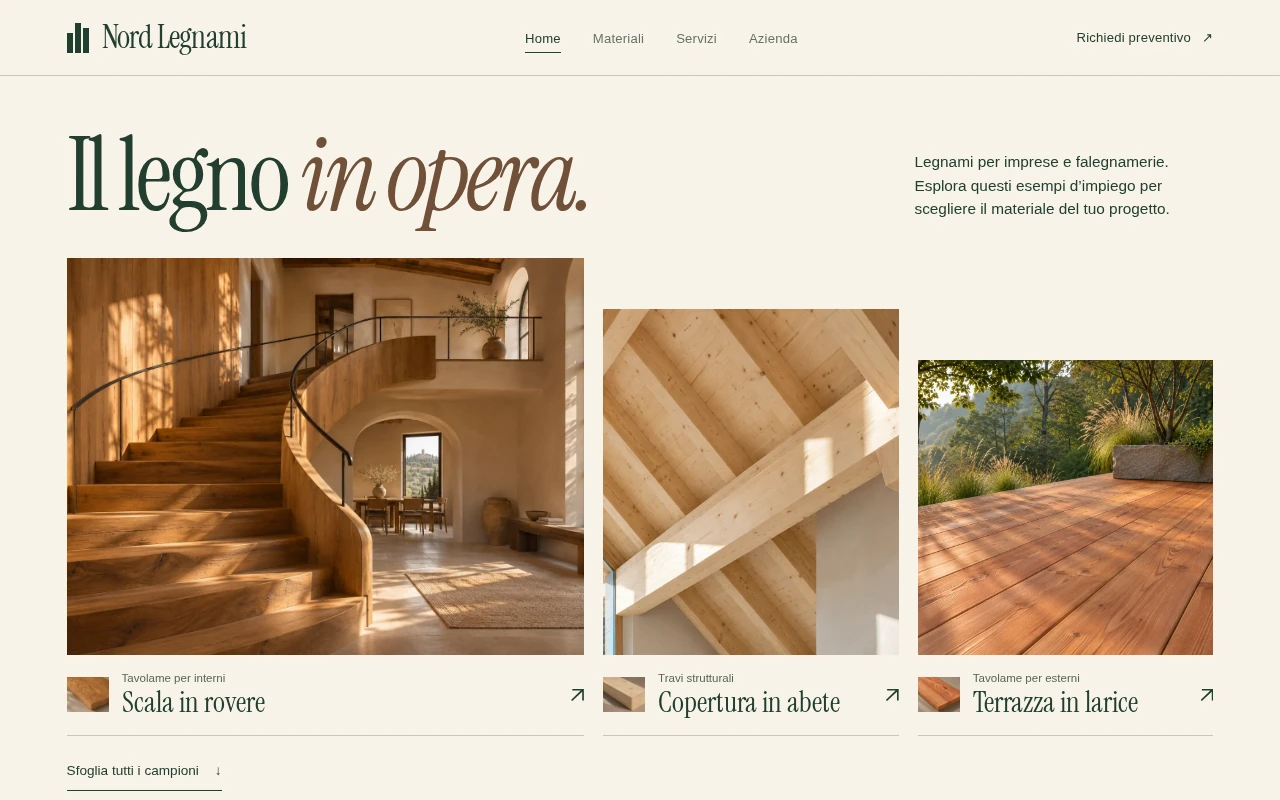 Nord Legnami
Home
Materiali
Servizi
Azienda
Richiedi preventivo ↗
Il legno in opera.
Legnami per imprese e falegnamerie.
Esplora questi esempi d’impiego per
scegliere il materiale del tuo progetto.
Tavolame per interni
Scala in rovere
Travi strutturali
Copertura in abete
Tavolame per esterni
Terrazza in larice
Sfoglia tutti i campioni ↓